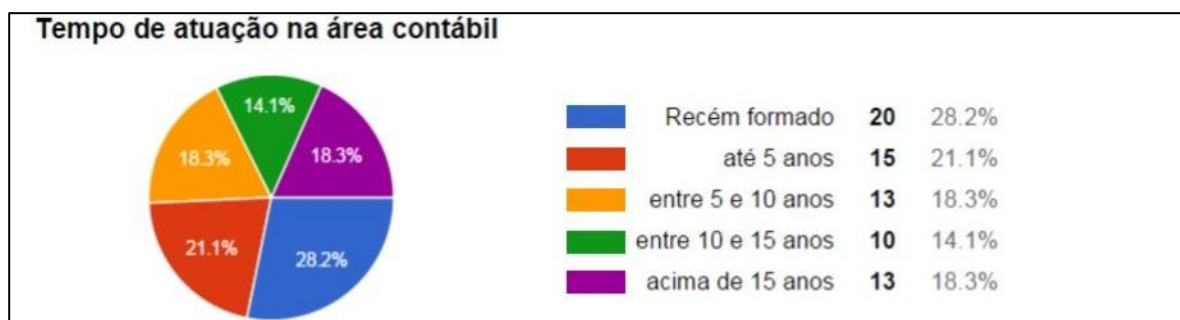 Tempo de atuação na área contábil
14.1%
18.3%
18.3%
21.1%
28.2%
Recém formado 20 28.2%
até 5 anos 15 21.1%
entre 5 e 10 anos 13 18.3%
entre 10 e 15 anos 10 14.1%
acima de 15 anos 13 18.3%